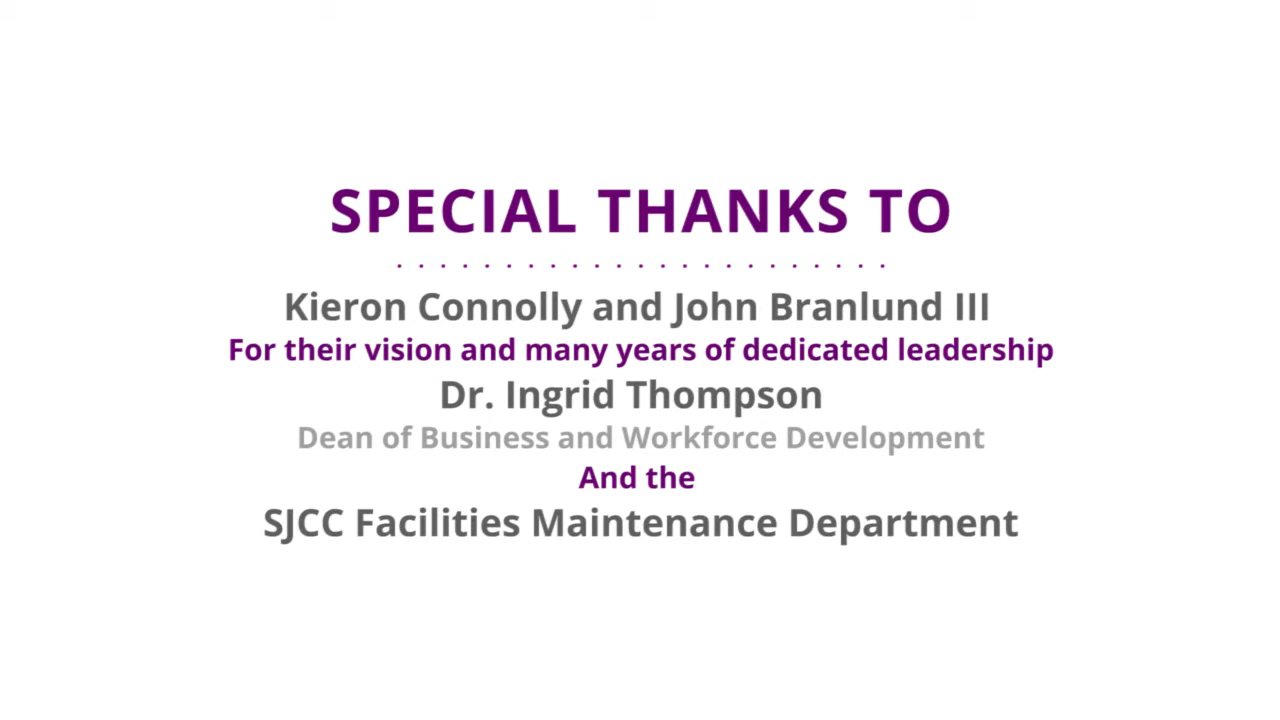 SPECIAL THANKS TO
Kieron Connolly and John Branlund III
For their vision and many years of dedicated leadership
Dr. Ingrid Thompson
Dean of Business and Workforce Development
And the
SJCC Facilities Maintenance Department